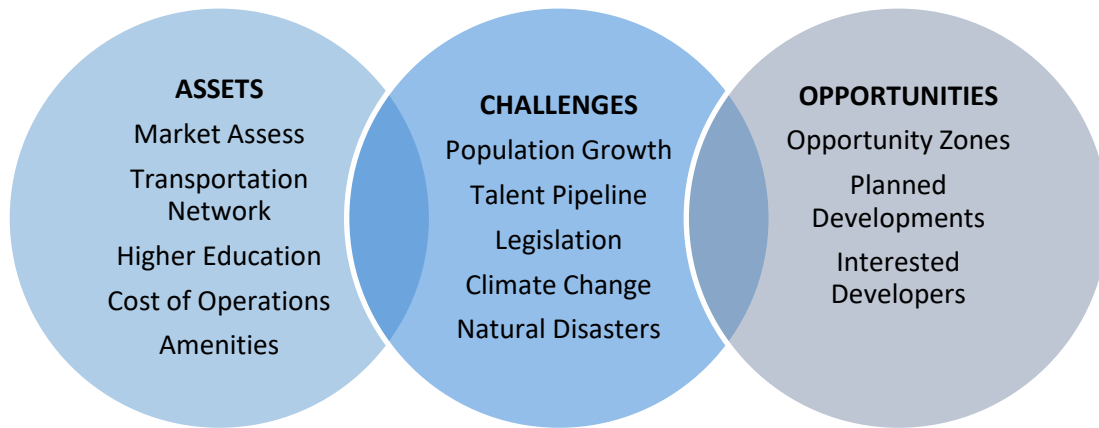 ASSETS
Market Assess
Transportation
Network
Higher Education
Cost of Operations
Amenities
CHALLENGES
Population Growth
Talent Pipeline
Legislation
Climate Change
Natural Disasters
OPPORTUNITIES
Opportunity Zones
Planned
Developments
Interested
Developers